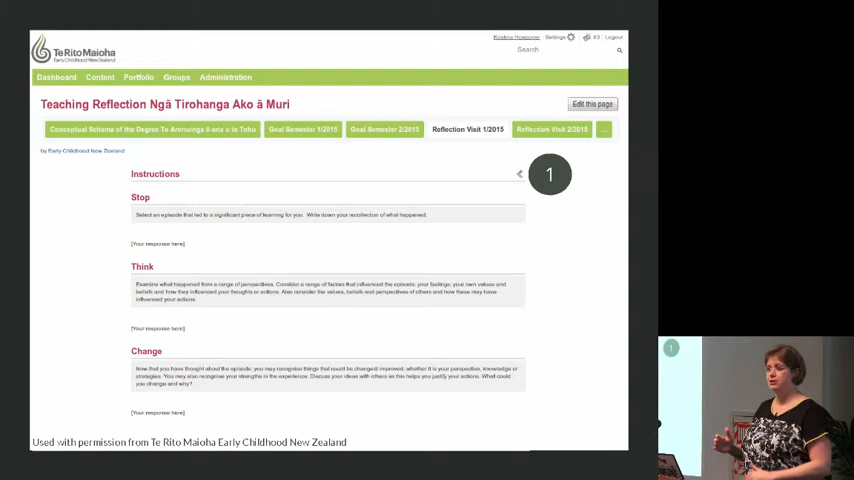 Te Rito Maioha
Early Childhood New Zealand
Settings
63
Logout
Search
Dashboard Content Portfolio Groups Administration
Teaching Reflection Ngā Tirohanga Ako ā Muri
Edit this page
Conceptual Scheme of the Degree Te Aronuinga ā-aria o te Tohu
Goal Semester 1/2015
Goal Semester 2/2015
Reflection Visit 1/2015
Reflection Visit 2/2015
...
by Early Childhood New Zealand
Instructions
1
Stop
Select an episode that led to a significant piece of learning for you. Write down your recollection of what happened.
[Your response here]
Think
Examine what happened from a range of perspectives. Consider a range of factors that influenced the episode; your feelings; your own values and
beliefs and how they influenced your thoughts or actions. Also consider the values, beliefs and perspectives of others and how these may have
influenced your actions.
[Your response here]
Change
Now that you have thought about the episode, you may recognise things that could be changed/ improved; whether it is your perspective, knowledge or
strategies. You may also recognise your strengths in the experience. Discuss your ideas with others as this helps you justify your actions. What could
you change and why?
[Your response here]
Used with permission from Te Rito Maioha Early Childhood New Zealand
1